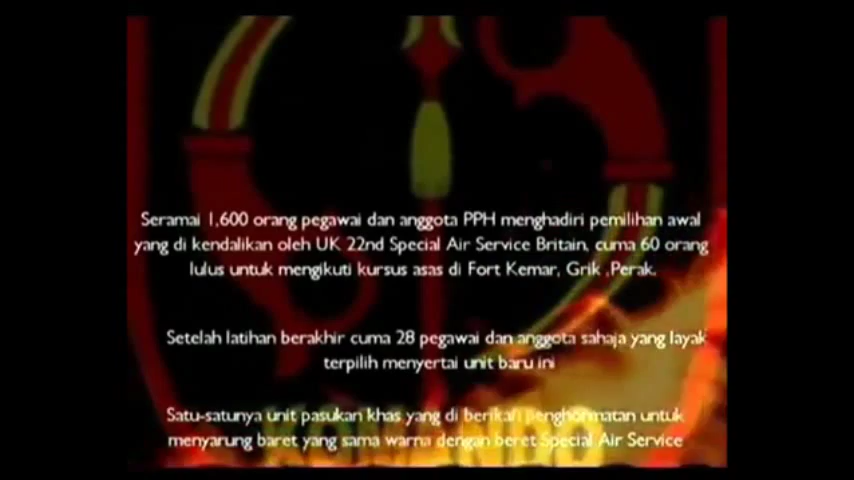 Seramai 1,600 orang pegawai dan anggota PPH menghadiri pemilihan awal
yang di kendalikan oleh UK 22nd Special Air Service Britain, cuma 60 orang
lulus untuk mengikuti kursus asas di Fort Kemar, Grik ,Perak.
Setelah latihan berakhir cuma 28 pegawai dan anggota sahaja yang layak
terpilih menyertai unit baru ini
Satu-satunya unit pasukan khas yang di berikan penghormatan untuk
menyarung baret yang sama warna dengan beret Special Air Service